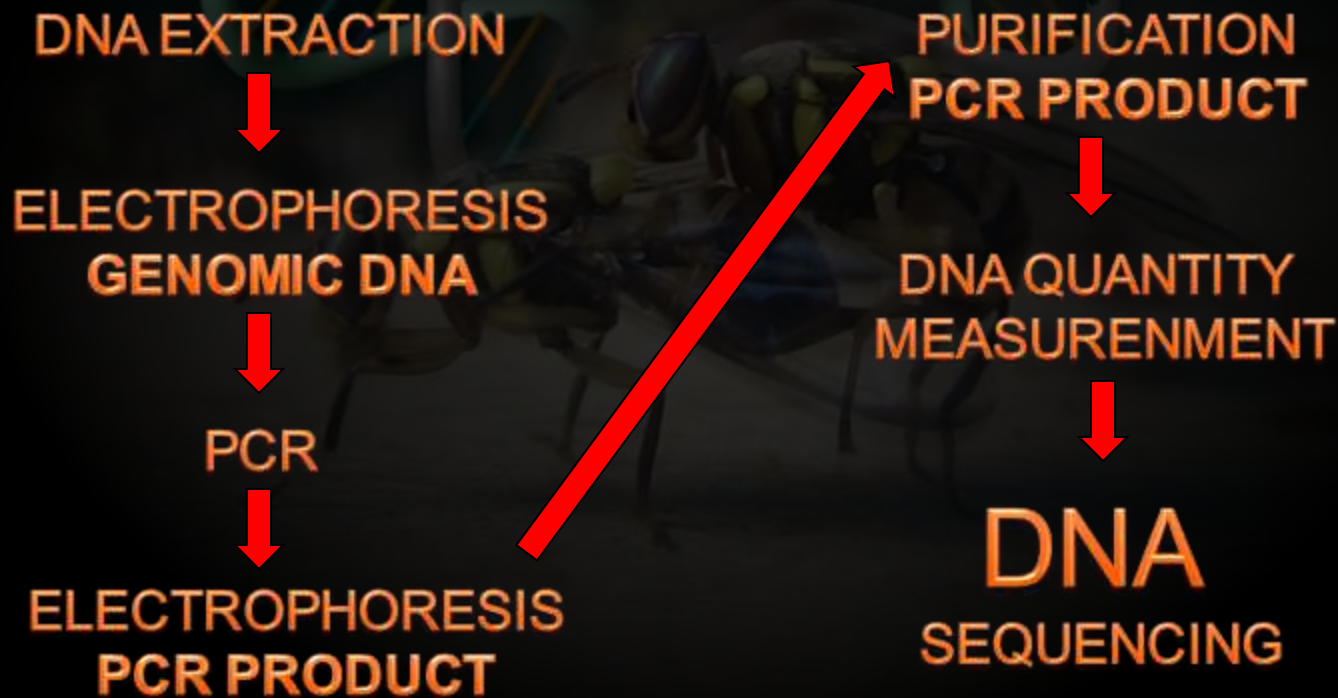 DNA EXTRACTION
ELECTROPHORESIS
GENOMIC DNA
PCR
ELECTROPHORESIS
PCR PRODUCT
PURIFICATION
PCR PRODUCT
DNA QUANTITY
MEASURENMENT
DNA
SEQUENCING